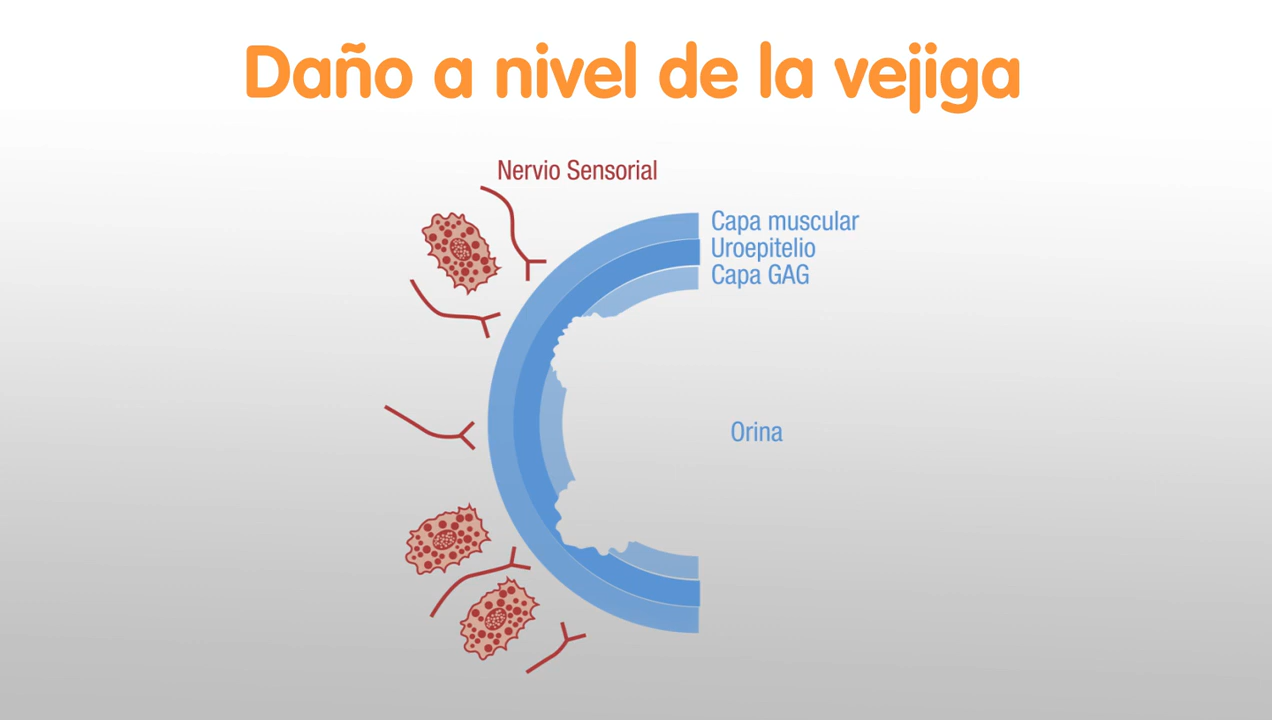 Daño a nivel de la vejiga
Nervio Sensorial
Capa muscular
Uroepitelio
Capa GAG
Orina